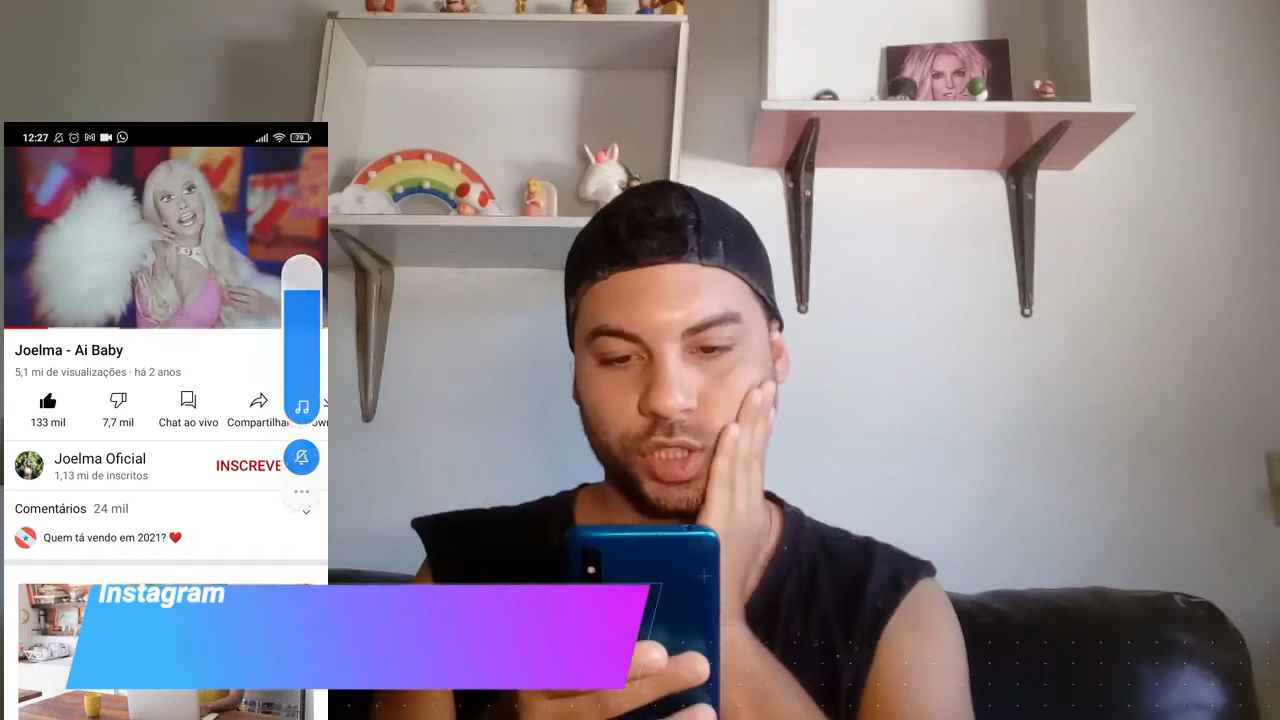 12:27
79
Joelma - Ai Baby
5,1 mi de visualizações · há 2 anos
133 mil
7,7 mil
Chat ao vivo
Compartilhar
Joelma Oficial
1,13 mi de inscritos
INSCREVE
Comentários 24 mil
Quem tá vendo em 2021? ❤️
Instagram